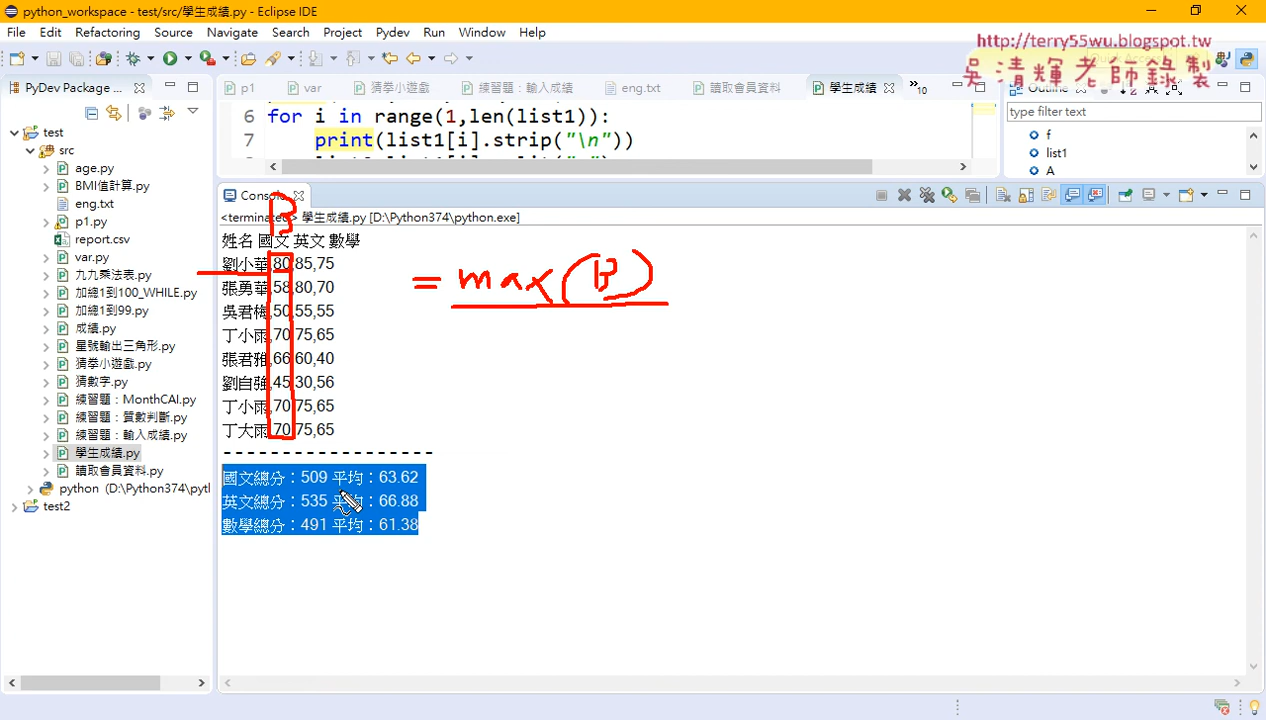 python_workspace - test/src/學生成績.py - Eclipse IDE
File Edit Refactoring Source Navigate Search Project Pydev Run Window Help
http://terry55wu.blogspot.tw
吳清輝老師錄製
PyDev Package ...
p1 var 猜拳小遊戲 練習題：輸入成績 eng.txt 讀取會員資料 學生成績 »10
Outline
type filter text
f
list1
A
6 for i in range(1,len(list1)):
7 print(list1[i].strip("\n"))
test
src
age.py
BMI值計算.py
eng.txt
p1.py
report.csv
var.py
九九乘法表.py
加總1到100_WHILE.py
加總1到99.py
成績.py
星號輸出三角形.py
猜拳小遊戲.py
猜數字.py
練習題：MonthCAl.py
練習題：質數判斷.py
練習題：輸入成績.py
學生成績.py
讀取會員資料.py
python (D:\Python374\pytl
test2
Console
B
<terminated> 學生成績.py [D:\Python374\python.exe]
姓名 國文 英文 數學
劉小華,80,85,75
張勇華,58,80,70
吳君梅,50,55,55
丁小雨,70,75,65
張君雅,66,60,40
劉自強,45,30,56
丁小雨,70,75,65
丁大雨,70,75,65
------------------
國文總分：509 平均：63.62
英文總分：535 平均：66.88
數學總分：491 平均：61.38
= max(B)